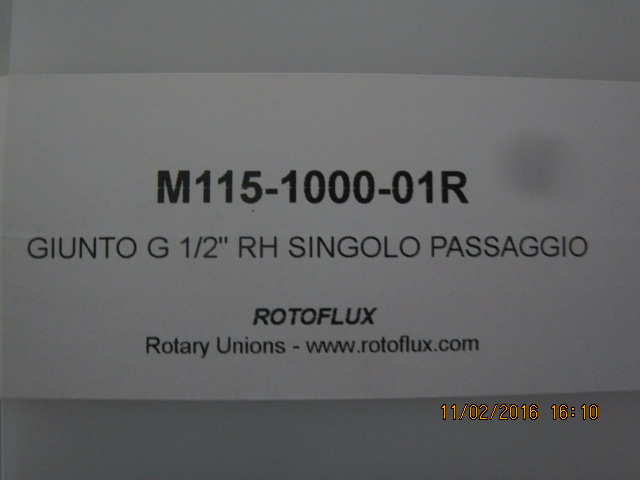 M115-1000-01R
GIUNTO G 1/2" RH SINGOLO PASSAGGIO
ROTOFLUX
Rotary Unions - www.rotoflux.com
11/02/2016 16:10